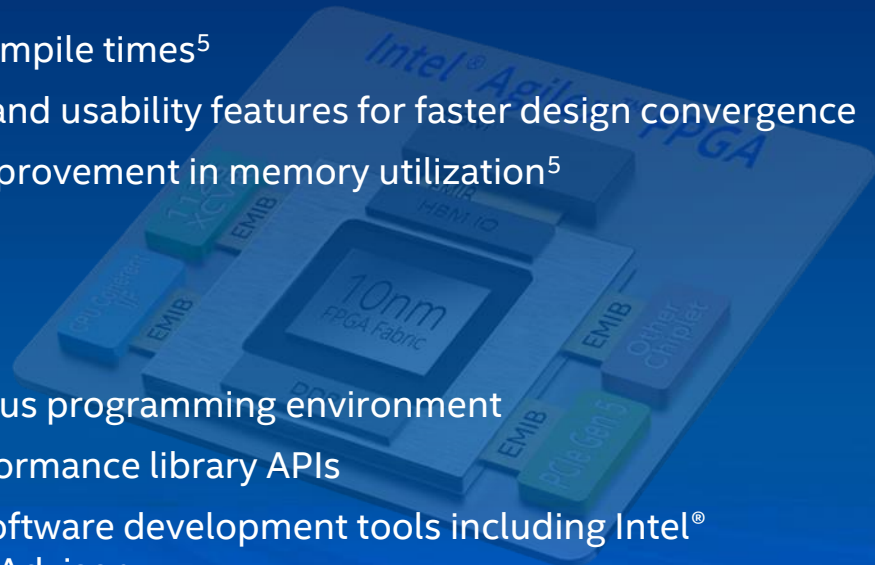 mpile times⁵
Intel® Agilex™ FPGA
and usability features for faster design convergence
provement in memory utilization⁵
HBM IO
EMIB
EMIB
EMIB
EMIB
10nm
FPGA Fabric
Other
Chiplet
PCIe Gen 5
us programming environment
ormance library APIs
oftware development tools including Intel®